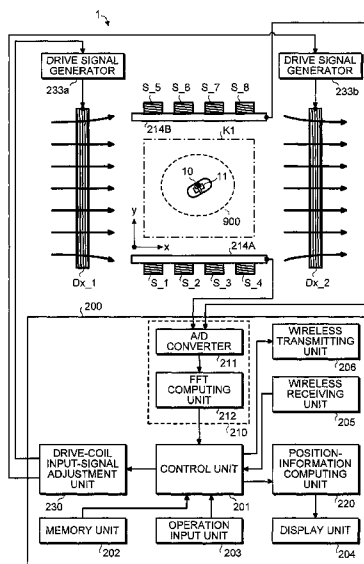 1
DRIVE SIGNAL GENERATOR
233a
S_5 S_6 S_7 S_8
DRIVE SIGNAL GENERATOR
233b
214B
K1
10
11
900
y
x
214A
Dx_1
S_1 S_2 S_3 S_4
Dx_2
200
A/D CONVERTER
211
WIRELESS TRANSMITTING UNIT
206
FFT COMPUTING UNIT
212
210
WIRELESS RECEIVING UNIT
205
DRIVE-COIL INPUT-SIGNAL ADJUSTMENT UNIT
230
CONTROL UNIT
201
POSITION-INFORMATION COMPUTING UNIT
220
MEMORY UNIT
202
OPERATION INPUT UNIT
203
DISPLAY UNIT
204